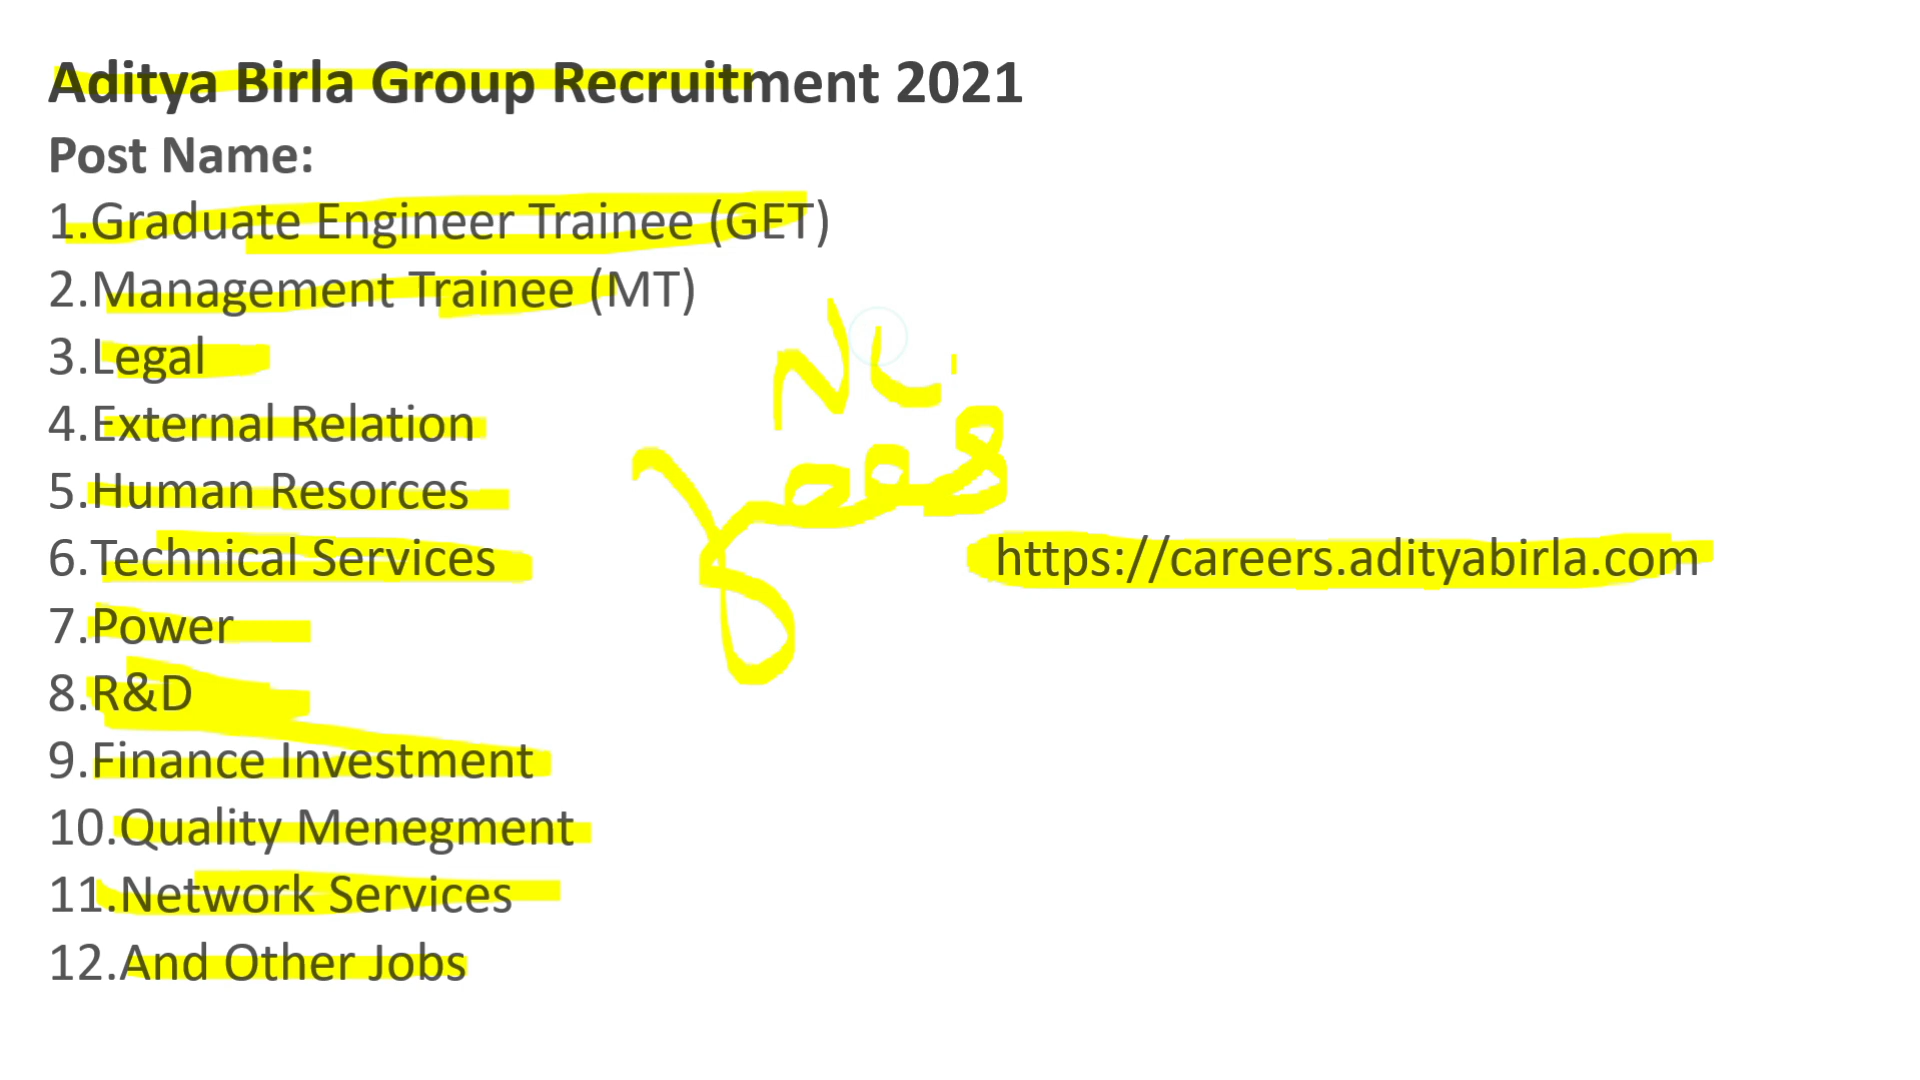 Aditya Birla Group Recruitment 2021
Post Name:
1.Graduate Engineer Trainee (GET)
2.Management Trainee (MT)
3.Legal
4.External Relation
5.Human Resorces
6.Technical Services
https://careers.adityabirla.com
7.Power
8.R&D
9.Finance Investment
10.Quality Menegment
11.Network Services
12.And Other Jobs